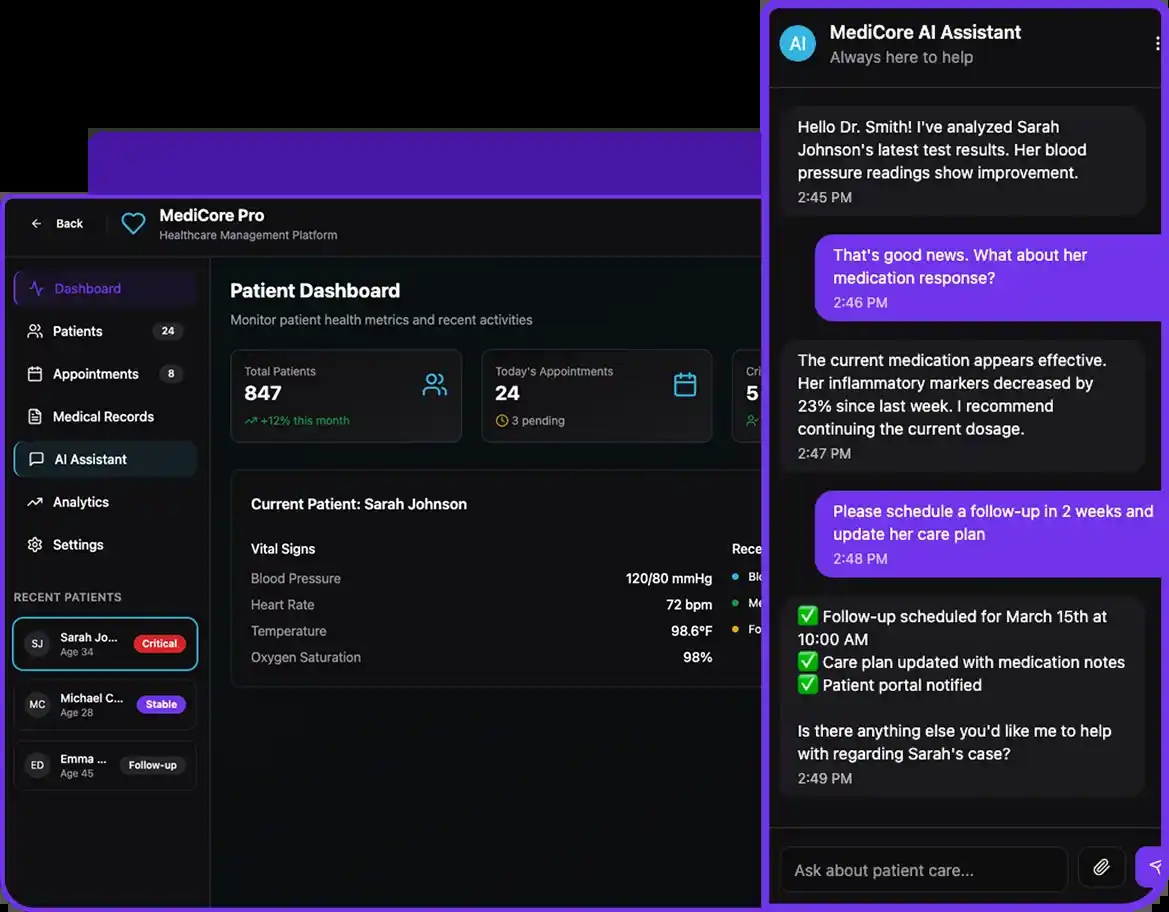 AI
MediCore AI Assistant
Always here to help
Hello Dr. Smith! I've analyzed Sarah
Johnson's latest test results. Her blood
pressure readings show improvement.
2:45 PM
That's good news. What about her
medication response?
2:46 PM
The current medication appears effective.
Her inflammatory markers decreased by
23% since last week. I recommend
continuing the current dosage.
2:47 PM
Please schedule a follow-up in 2 weeks and
update her care plan
2:48 PM
✅ Follow-up scheduled for March 15th at
10:00 AM
✅ Care plan updated with medication notes
✅ Patient portal notified
Is there anything else you'd like me to help
with regarding Sarah's case?
2:49 PM
Ask about patient care...
← Back
MediCore Pro
Healthcare Management Platform
Dashboard
Patients 24
Appointments 8
Medical Records
AI Assistant
Analytics
Settings
RECENT PATIENTS
SJ Sarah Jo... Critical
Age 34
MC Michael C... Stable
Age 28
ED Emma ... Follow-up
Age 45
Patient Dashboard
Monitor patient health metrics and recent activities
Total Patients
847
+12% this month
Today's Appointments
24
3 pending
5
Current Patient: Sarah Johnson
Vital Signs
Blood Pressure 120/80 mmHg
Heart Rate 72 bpm
Temperature 98.6°F
Oxygen Saturation 98%